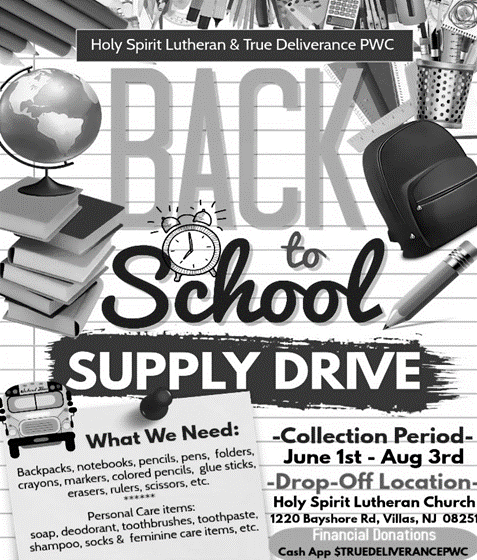 Holy Spirit Lutheran & True Deliverance PWC
BACK
to
School
SUPPLY DRIVE
What We Need:
Backpacks, notebooks, pencils, pens, folders,
crayons, markers, colored pencils, glue sticks,
erasers, rulers, scissors, etc.
******
Personal Care items:
soap, deodorant, toothbrushes, toothpaste,
shampoo, socks & feminine care items, etc.
-Collection Period-
June 1st - Aug 3rd
-Drop-Off Location-
Holy Spirit Lutheran Church
1220 Bayshore Rd, Villas, NJ 08251
Financial Donations
Cash App $TRUEDELIVERANCEPWC